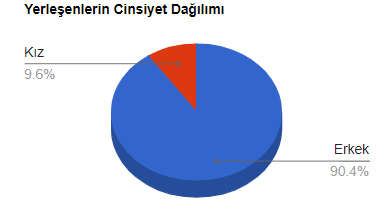 Yerleşenlerin Cinsiyet Dağılımı
Kız
9.6%
Erkek
90.4%